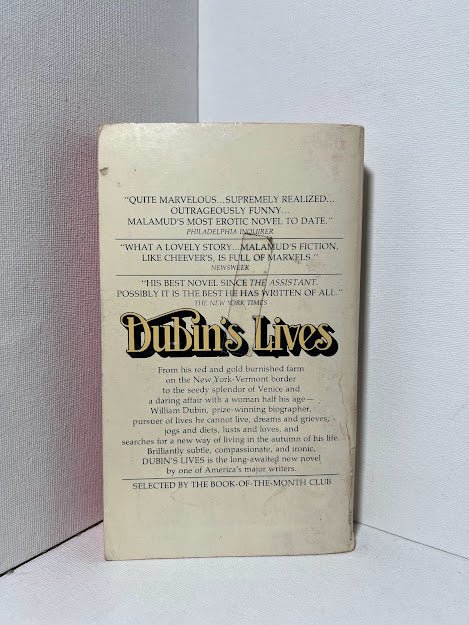 "QUITE MARVELOUS...SUPREMELY REALIZED...
OUTRAGEOUSLY FUNNY...
MALAMUD'S MOST EROTIC NOVEL TO DATE."
PHILADELPHIA INQUIRER
"WHAT A LOVELY STORY...MALAMUD'S FICTION,
LIKE CHEEVER'S, IS FULL OF MARVELS."
NEWSWEEK
"HIS BEST NOVEL SINCE THE ASSISTANT.
POSSIBLY IT IS THE BEST HE HAS WRITTEN OF ALL."
THE NEW YORK TIMES
Dubin's Lives
From his red and gold burnished farm
on the New York-Vermont border
to the seedy splendor of Venice and
a daring affair with a woman half his age—
William Dubin, prize-winning biographer,
pursuer of lives he cannot live, dreams and grieves,
jogs and diets, lusts and loves, and
searches for a new way of living in the autumn of his life.
Brilliantly subtle, compassionate, and ironic,
DUBIN'S LIVES is the long-awaited new novel
by one of America's major writers.
SELECTED BY THE BOOK-OF-THE-MONTH CLUB